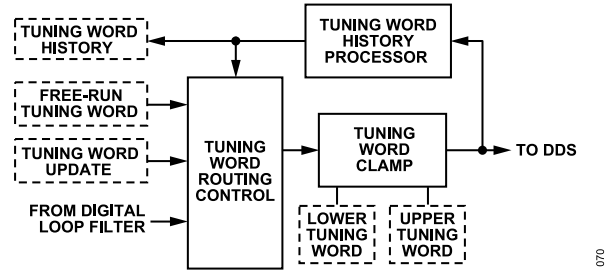 TUNING WORD
HISTORY
TUNING WORD
HISTORY
PROCESSOR
FREE-RUN
TUNING WORD
TUNING WORD
UPDATE
FROM DIGITAL
LOOP FILTER
TUNING
WORD
ROUTING
CONTROL
TUNING
WORD
CLAMP
TO DDS
LOWER
TUNING
WORD
UPPER
TUNING
WORD
070